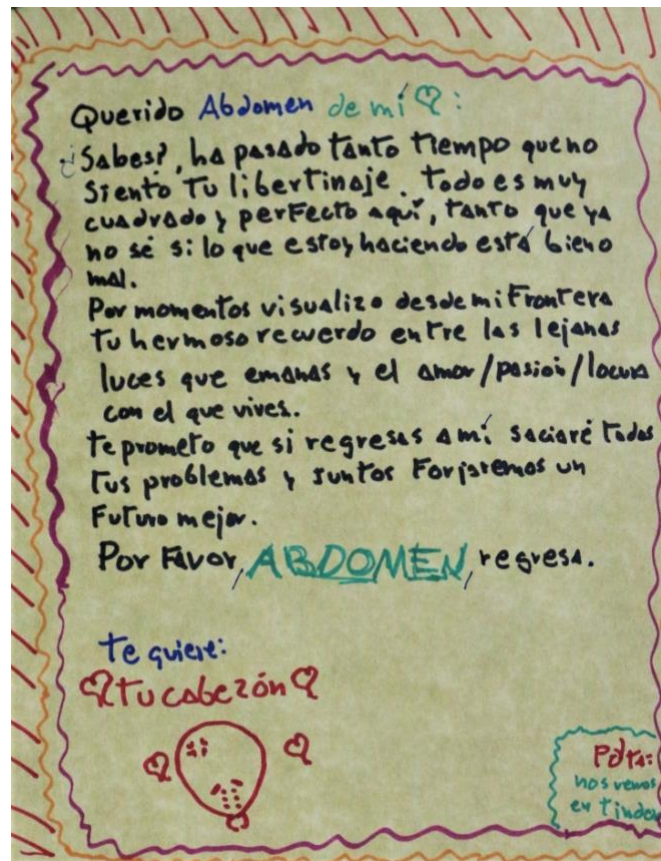 Querido Abdomen de mí ♡:
¿Sabes?, ha pasado tanto tiempo que no
siento tu libertinaje. Todo es muy
cuadrado y perfecto aquí, tanto que ya
no sé si lo que estoy haciendo está bien o
mal.
Por momentos visualizo desde mi Frontera
tu hermoso recuerdo entre las lejanas
luces que emanas y el amor/pasión/locura
con el que vives.
te prometo que si regresas a mí saciaré todos
tus problemas y juntos Forjaremos un
Futuro mejor.
Por Favor, ABDOMEN, regresa.
te quiere:
♡tu cabezón♡
Pdta:
nos vemos
en tinder